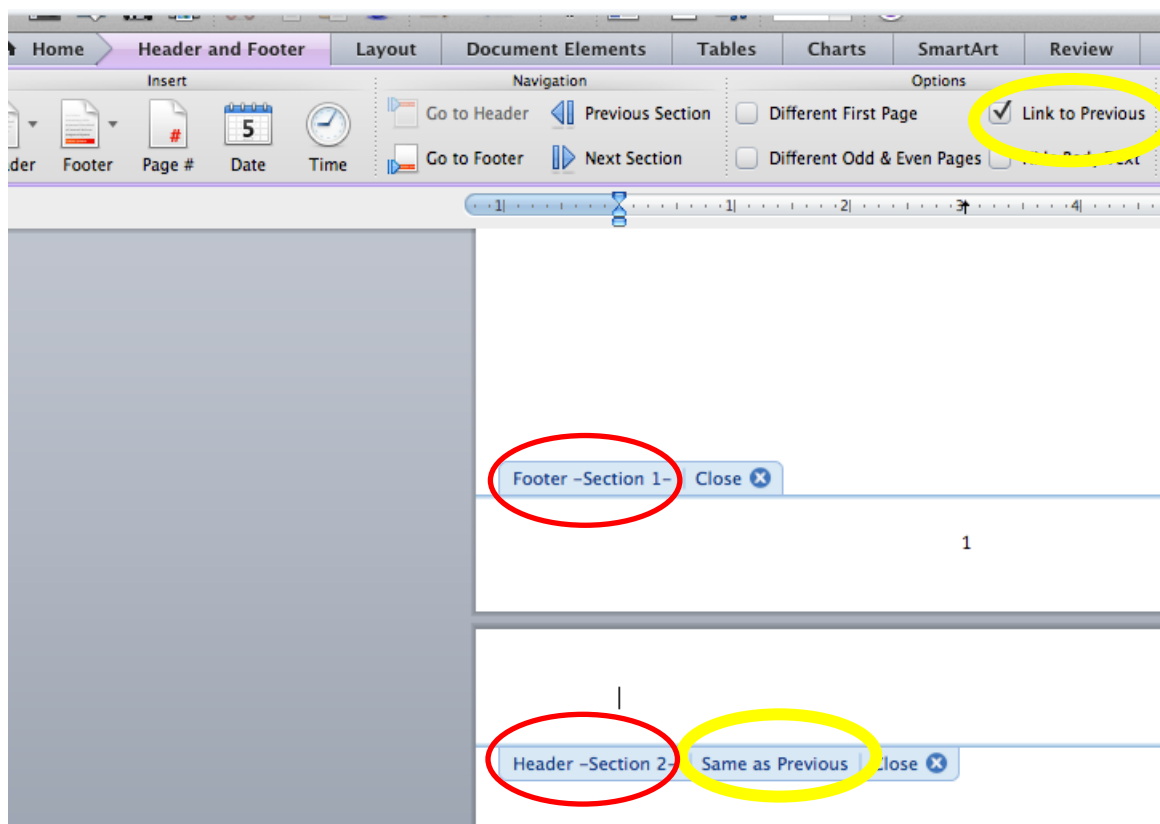 Home Header and Footer Layout Document Elements Tables Charts SmartArt Review
Insert Navigation Options
Go to Header Previous Section Different First Page Link to Previous
der Footer Page # Date Time Go to Footer Next Section Different Odd & Even Pages
# 5
1 1 2 3 4
Footer -Section 1- Close
1
Header -Section 2- Same as Previous Close